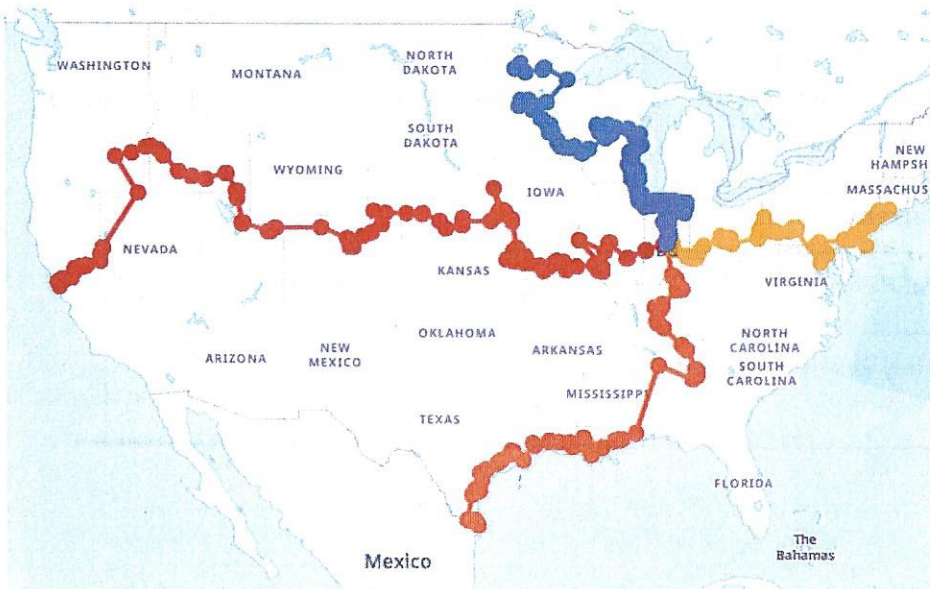 WASHINGTON
MONTANA
NORTH
DAKOTA
SOUTH
DAKOTA
WYOMING
IOWA
NEW
HAMPSH
MASSACHUS
NEVADA
KANSAS
VIRGINIA
OKLAHOMA
ARKANSAS
NORTH
CAROLINA
SOUTH
CAROLINA
ARIZONA
NEW
MEXICO
MISSISSIPPI
TEXAS
FLORIDA
The
Bahamas
Mexico